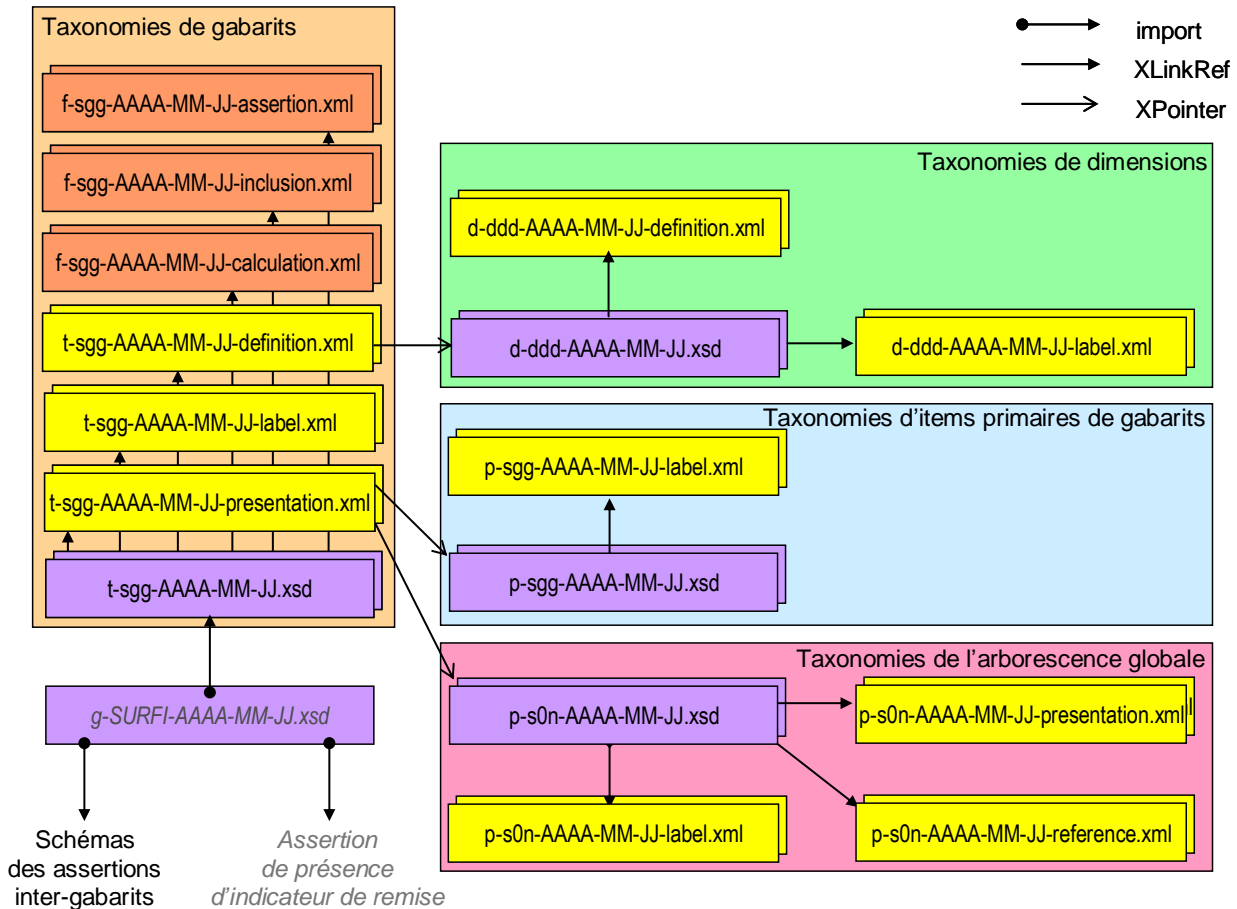 Taxonomies de gabarits
f-sgg-AAAA-MM-JJ-assertion.xml
f-sgg-AAAA-MM-JJ-inclusion.xml
f-sgg-AAAA-MM-JJ-calculation.xml
t-sgg-AAAA-MM-JJ-definition.xml
t-sgg-AAAA-MM-JJ-label.xml
t-sgg-AAAA-MM-JJ-presentation.xml
t-sgg-AAAA-MM-JJ.xsd
g-SURFI-AAAA-MM-JJ.xsd
Schémas
des assertions
inter-gabarits
Assertion
de présence
d'indicateur de remise
import
XLinkRef
XPointer
Taxonomies de dimensions
d-ddd-AAAA-MM-JJ-definition.xml
d-ddd-AAAA-MM-JJ.xsd
d-ddd-AAAA-MM-JJ-label.xml
Taxonomies d'items primaires de gabarits
p-sgg-AAAA-MM-JJ-label.xml
p-sgg-AAAA-MM-JJ.xsd
Taxonomies de l'arborescence globale
p-s0n-AAAA-MM-JJ.xsd
p-s0n-AAAA-MM-JJ-presentation.xml
p-s0n-AAAA-MM-JJ-label.xml
p-s0n-AAAA-MM-JJ-reference.xml